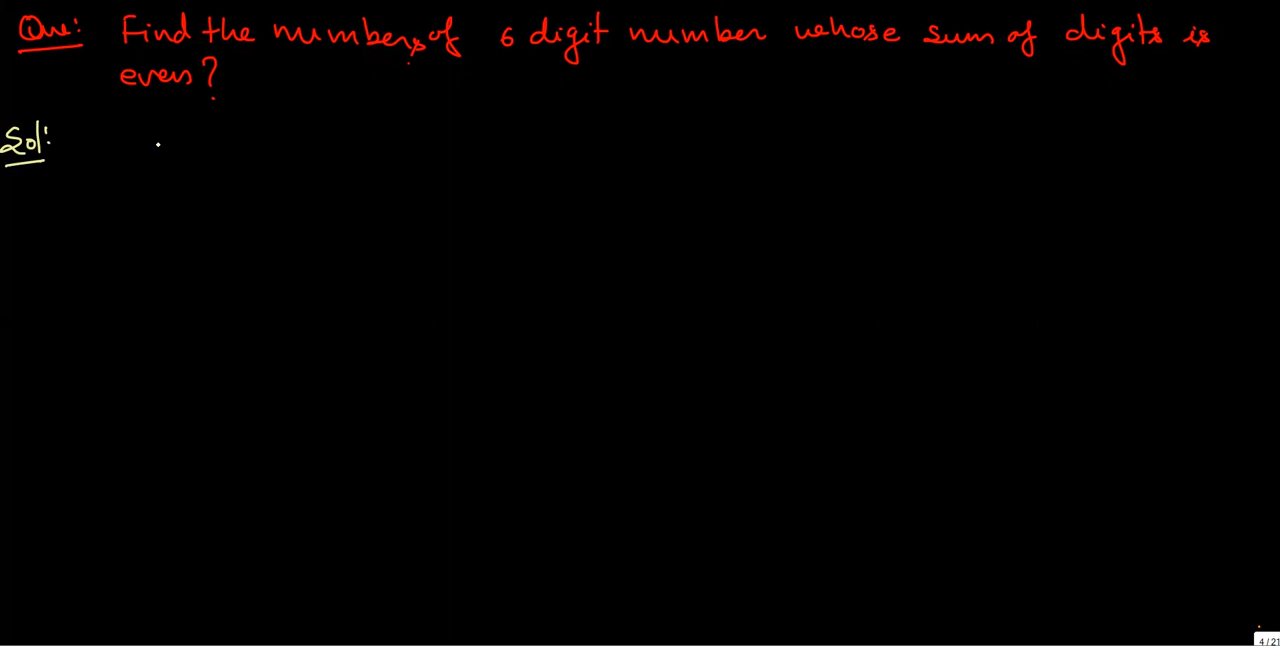 Que: Find the numbers of 6 digit number whose sum of digits is
even?
Sol:
4 / 21